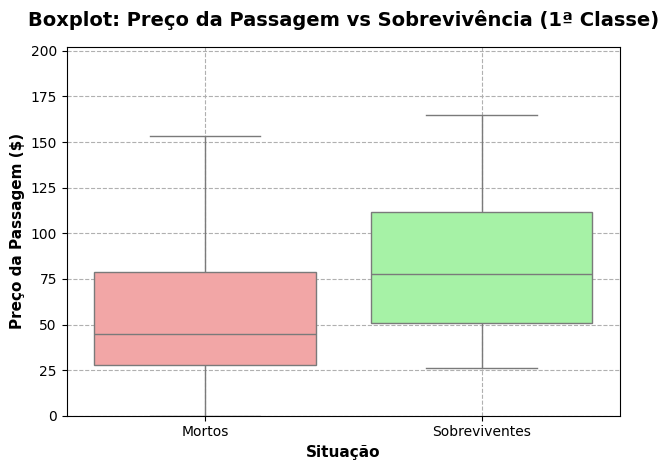 Boxplot: Preço da Passagem vs Sobrevivência (1ª Classe)
Preço da Passagem ($)
200
175
150
125
100
75
50
25
0
Mortos
Sobreviventes
Situação